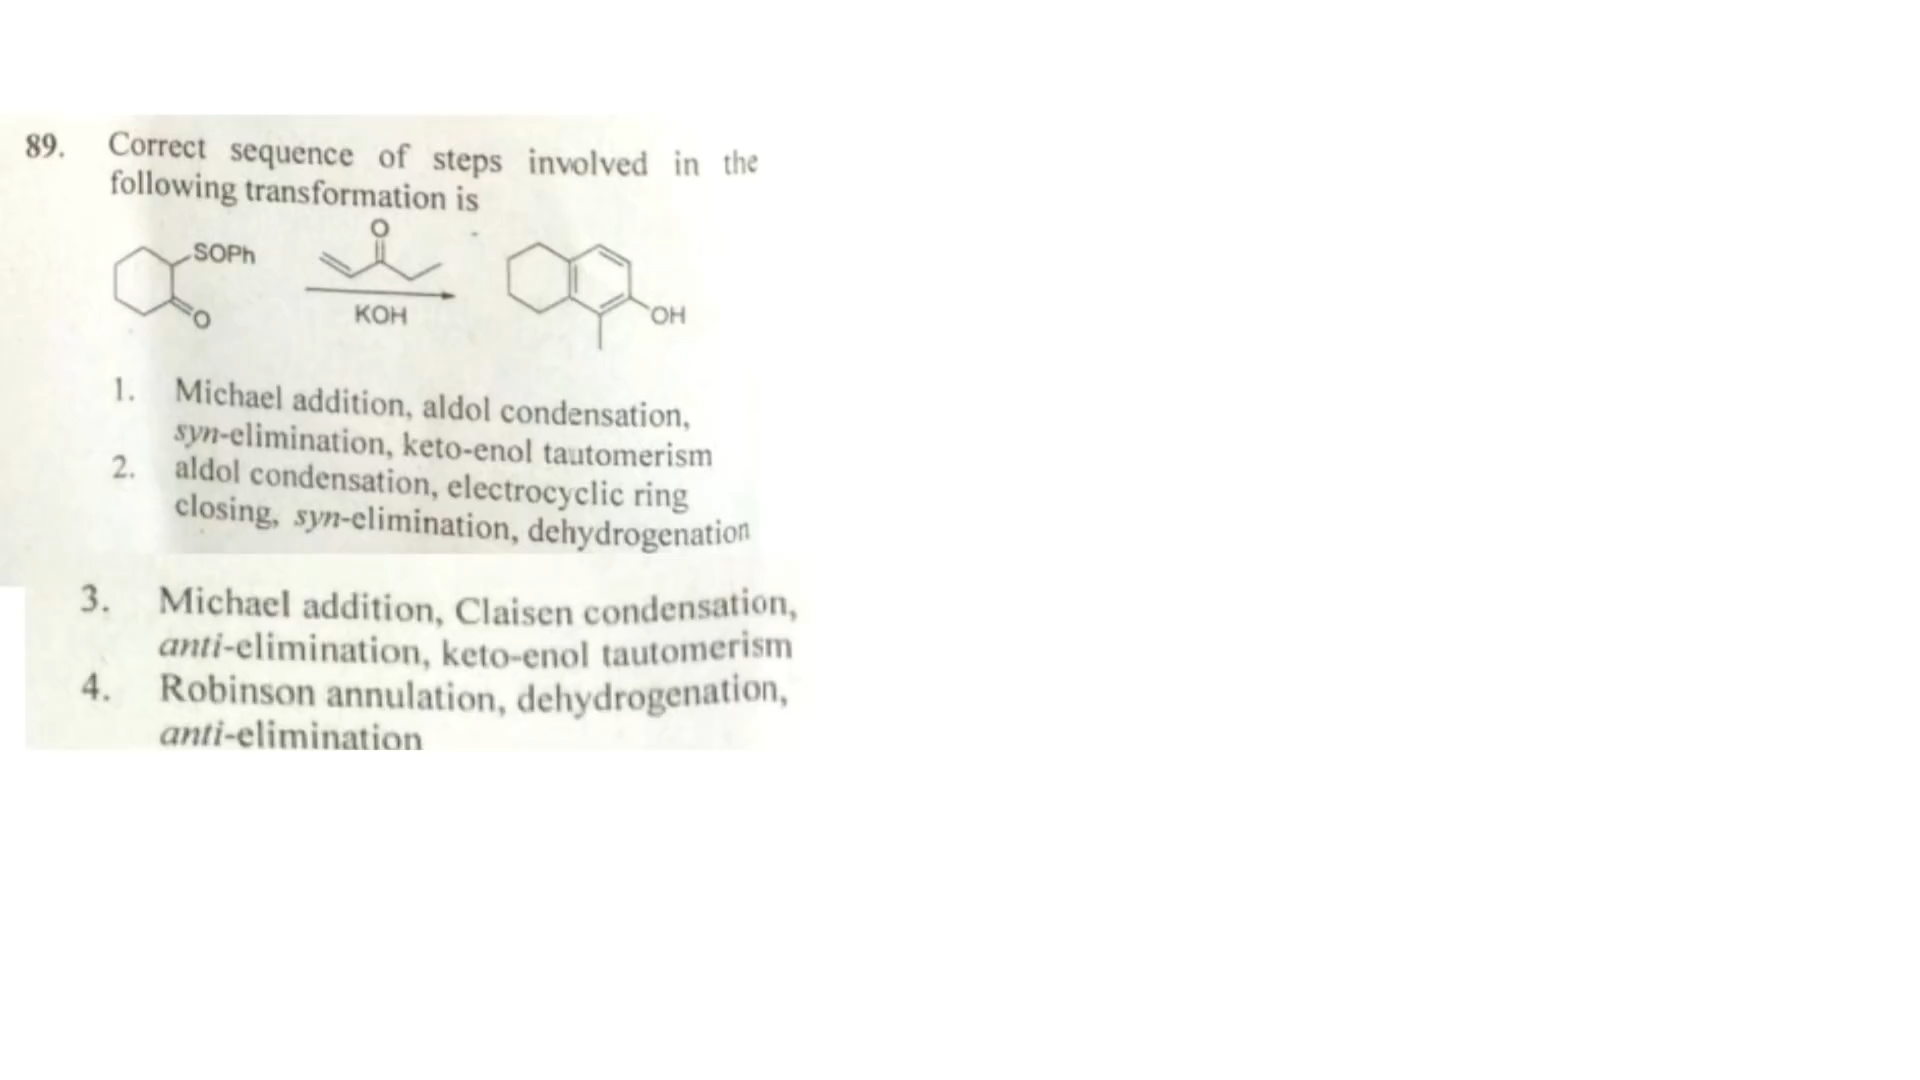 89. Correct sequence of steps involved in the
following transformation is
SOPh
O
O
KOH
OH
1. Michael addition, aldol condensation,
syn-elimination, keto-enol tautomerism
2. aldol condensation, electrocyclic ring
closing, syn-elimination, dehydrogenation
3. Michael addition, Claisen condensation,
anti-elimination, keto-enol tautomerism
4. Robinson annulation, dehydrogenation,
anti-elimination